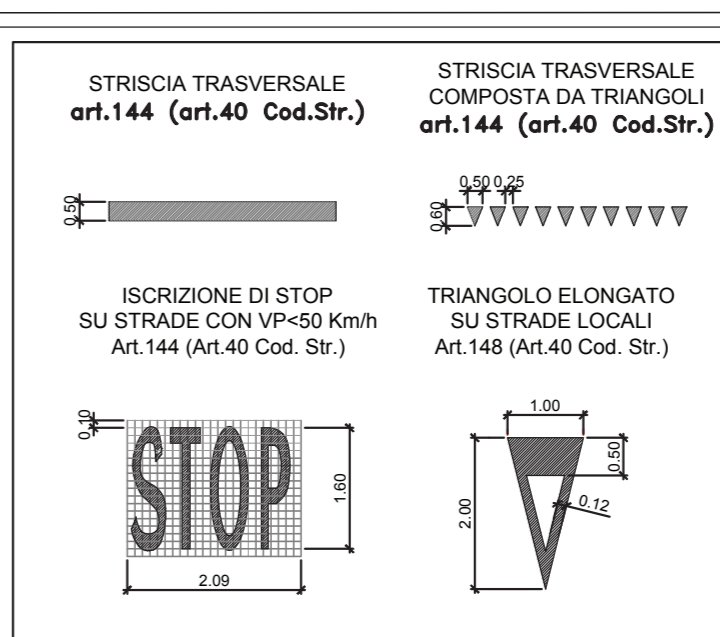 STRISCIA TRASVERSALE
art.144 (art.40 Cod.Str.)
0.50
STRISCIA TRASVERSALE
COMPOSTA DA TRIANGOLI
art.144 (art.40 Cod.Str.)
0.50 0.25
0.60
ISCRIZIONE DI STOP
SU STRADE CON VP<50 Km/h
Art.144 (Art.40 Cod. Str.)
0.10
STOP
1.60
2.09
TRIANGOLO ELONGATO
SU STRADE LOCALI
Art.148 (Art.40 Cod. Str.)
1.00
0.50
2.00
0.12